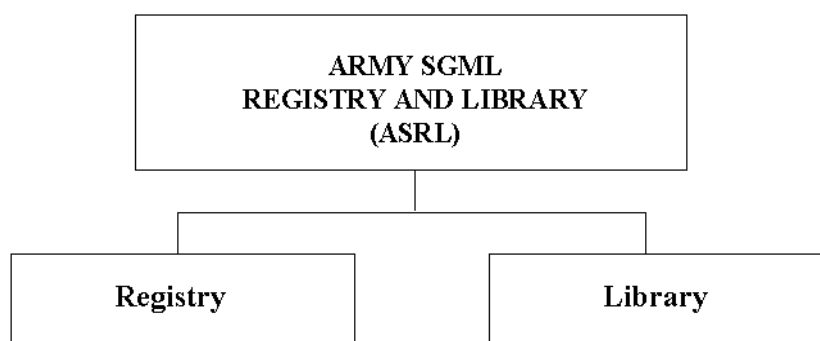 ARMY SGML
REGISTRY AND LIBRARY
(ASRL)
Registry
Library